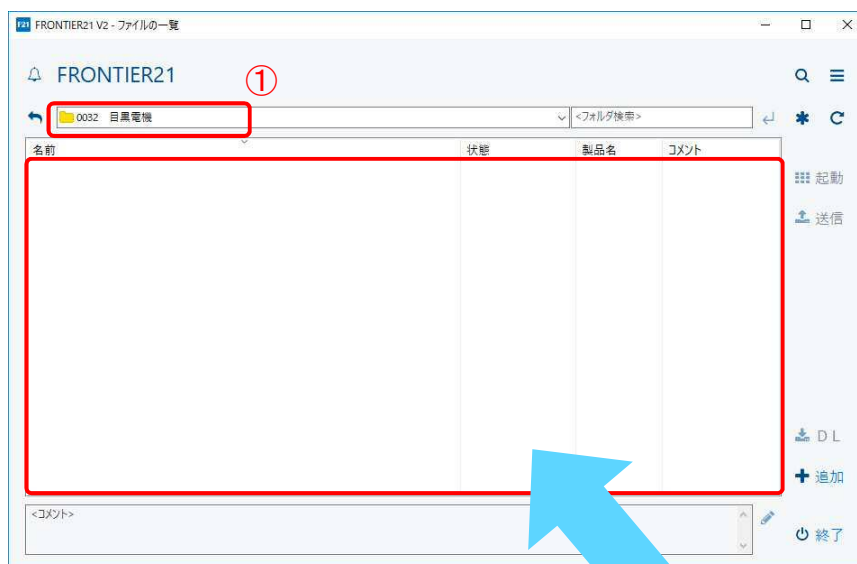 F21 FRONTIER21 V2 - ファイルの一覧
FRONTIER21
①
0032 目黒電機
<フォルダ検索>
名前 状態 製品名 コメント
起動
送信
DL
追加
<コメント>
終了